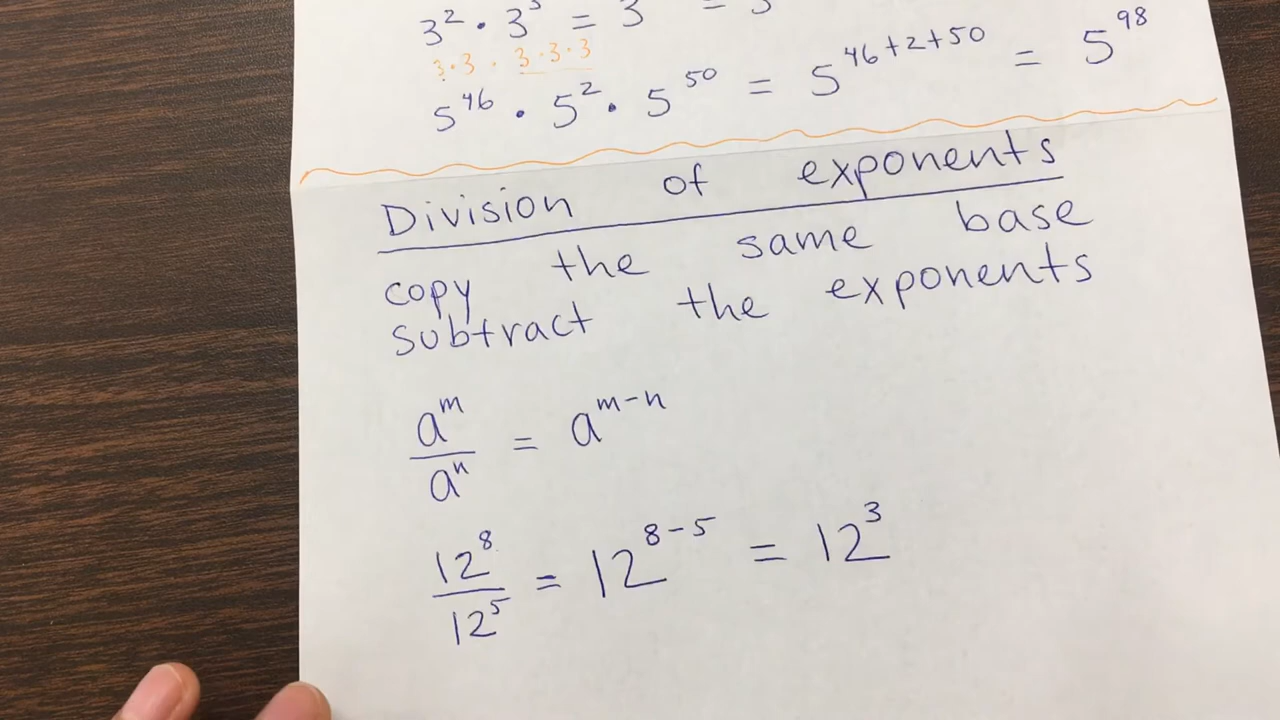 3² · 3³ = 3 = 3
3·3 · 3·3·3
5⁴⁶ · 5² · 5⁵⁰ = 5⁴⁶⁺²⁺⁵⁰ = 5⁹⁸
Division of exponents
copy the same base
subtract the exponents
aᵐ/aⁿ = aᵐ⁻ⁿ
12⁸/12⁵ = 12⁸⁻⁵ = 12³